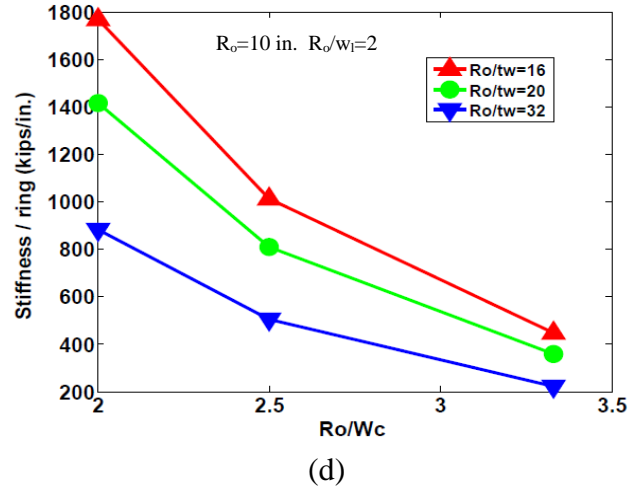 1800
1600
1400
1200
1000
800
600
400
200
Stiffness / ring (kips/in.)
Rₒ=10 in. Rₒ/wₗ=2
Ro/tw=16
Ro/tw=20
Ro/tw=32
2
2.5
3
3.5
Ro/Wc
(d)